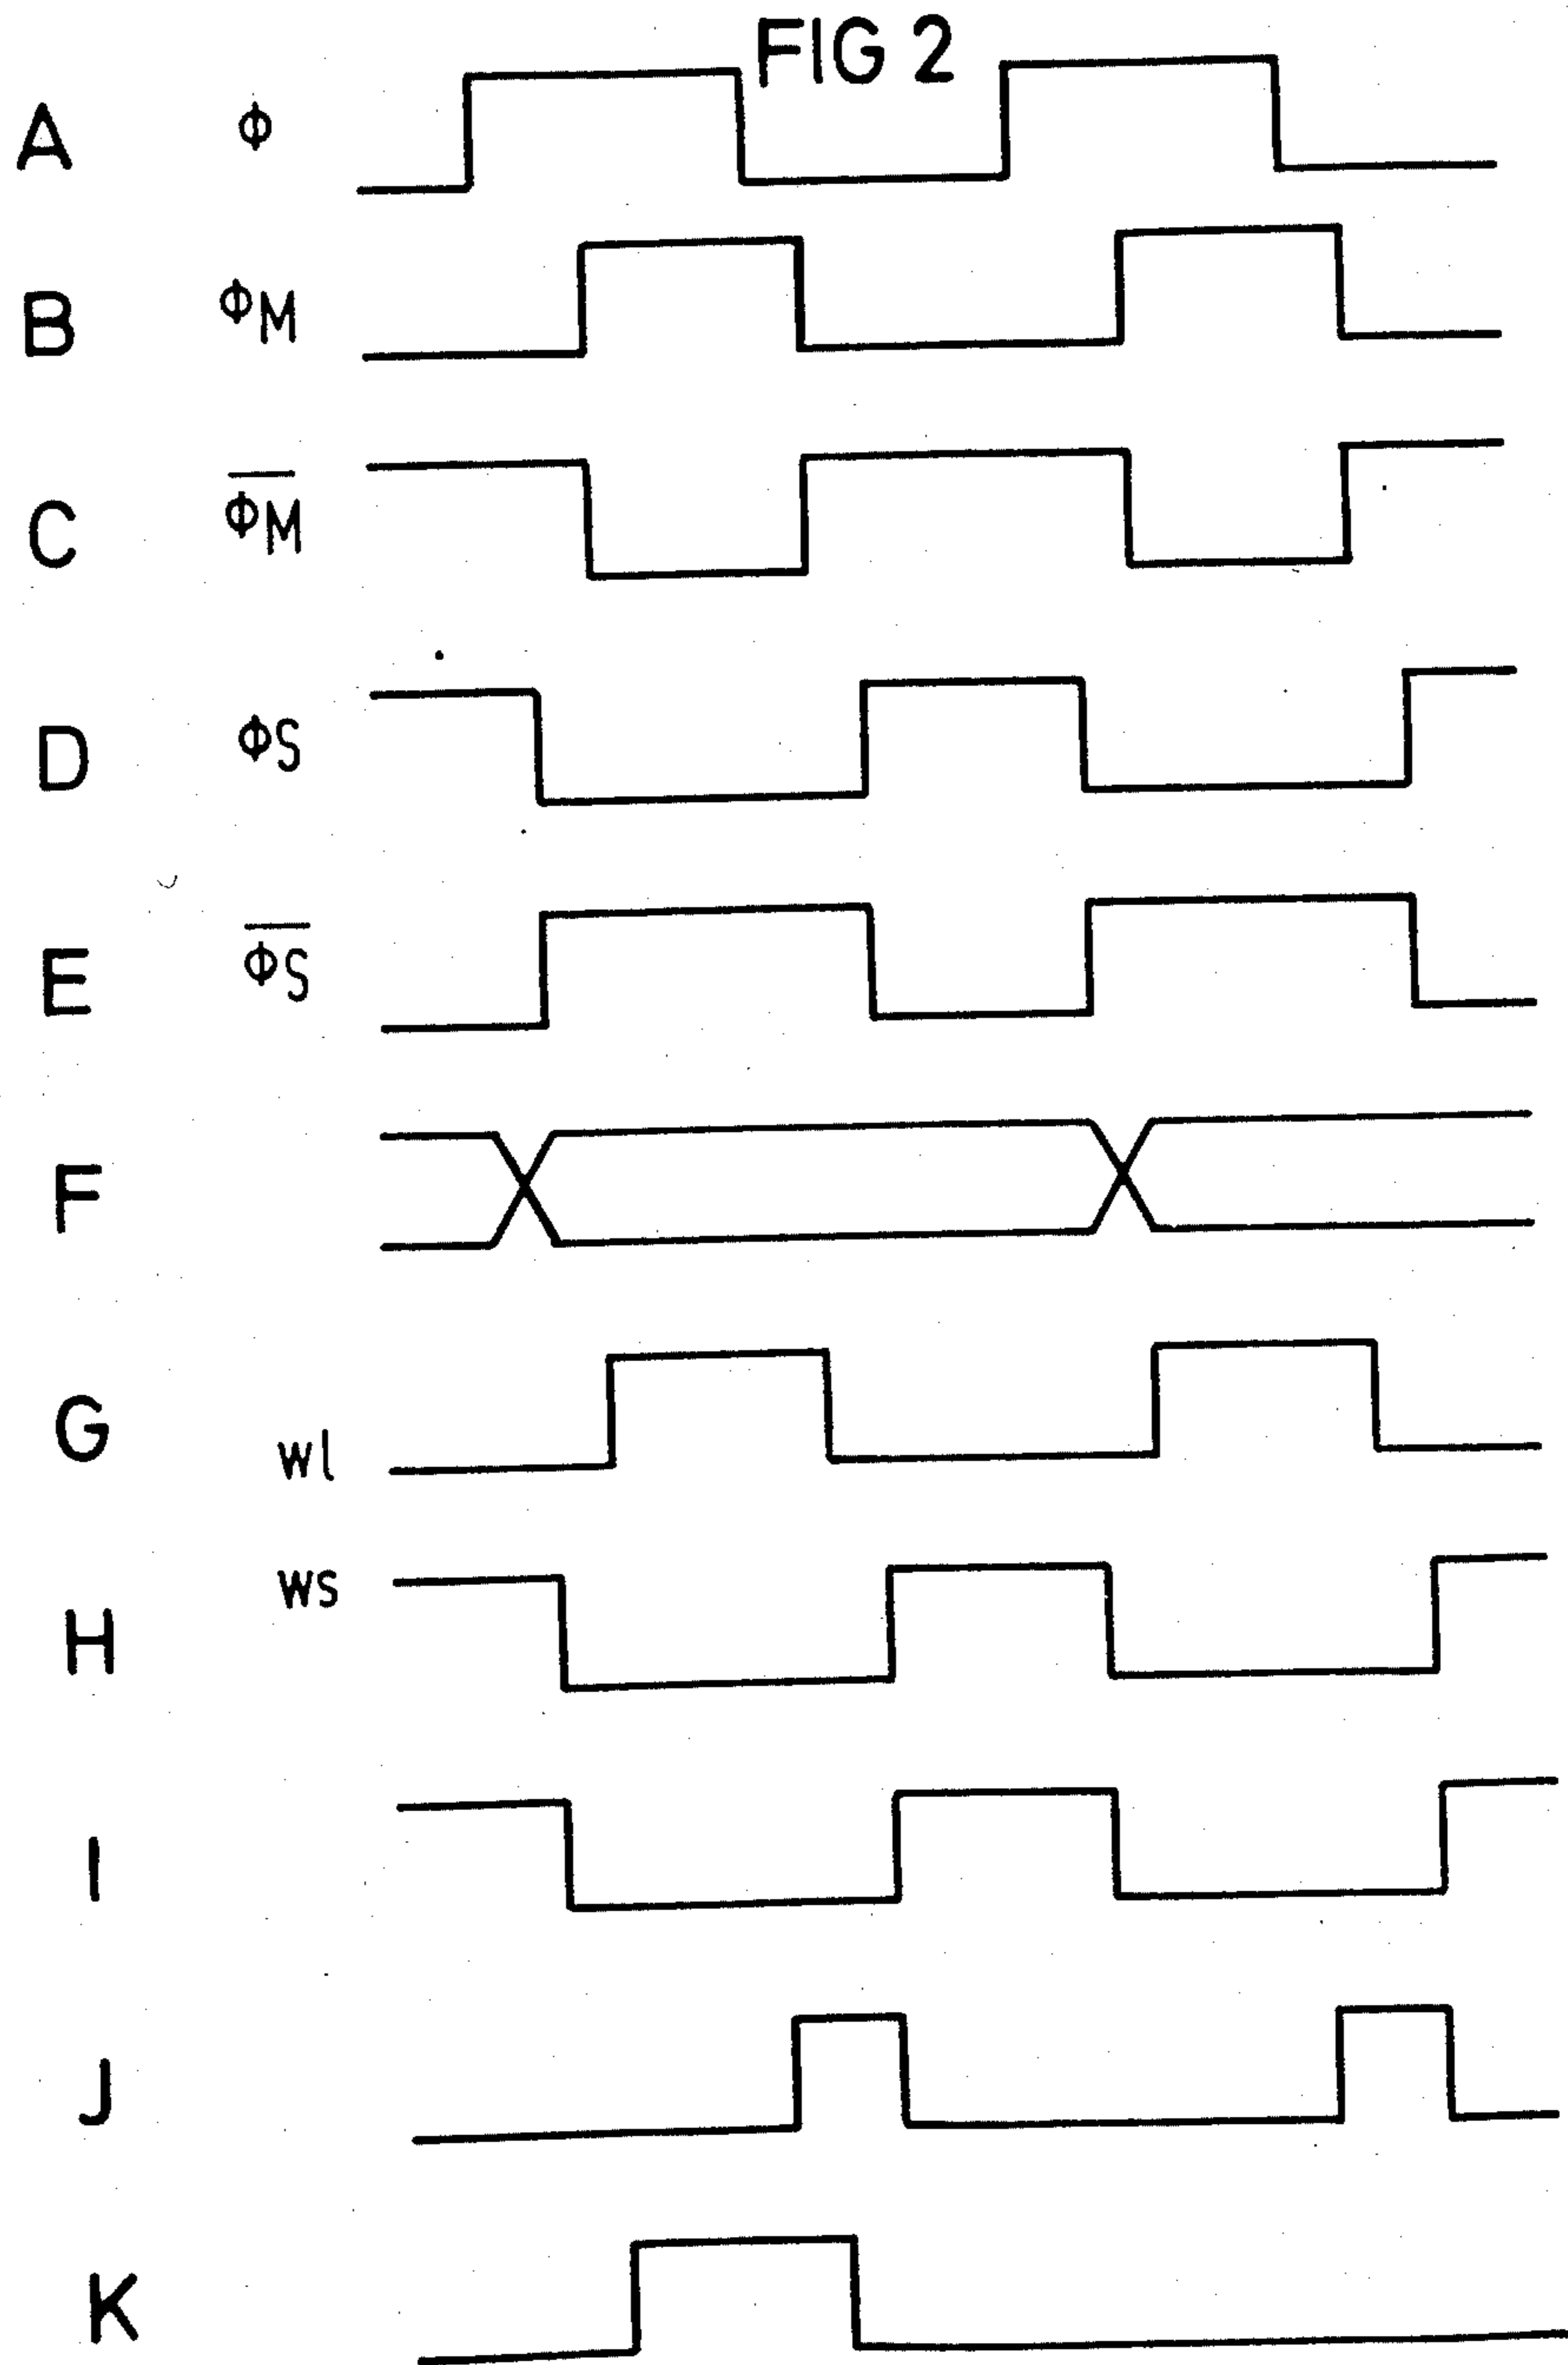 FIG 2
A ϕ
B ϕM
C ϕM̅
D ϕS
E ϕS̅
F
G Wl
H WS
I
J
K